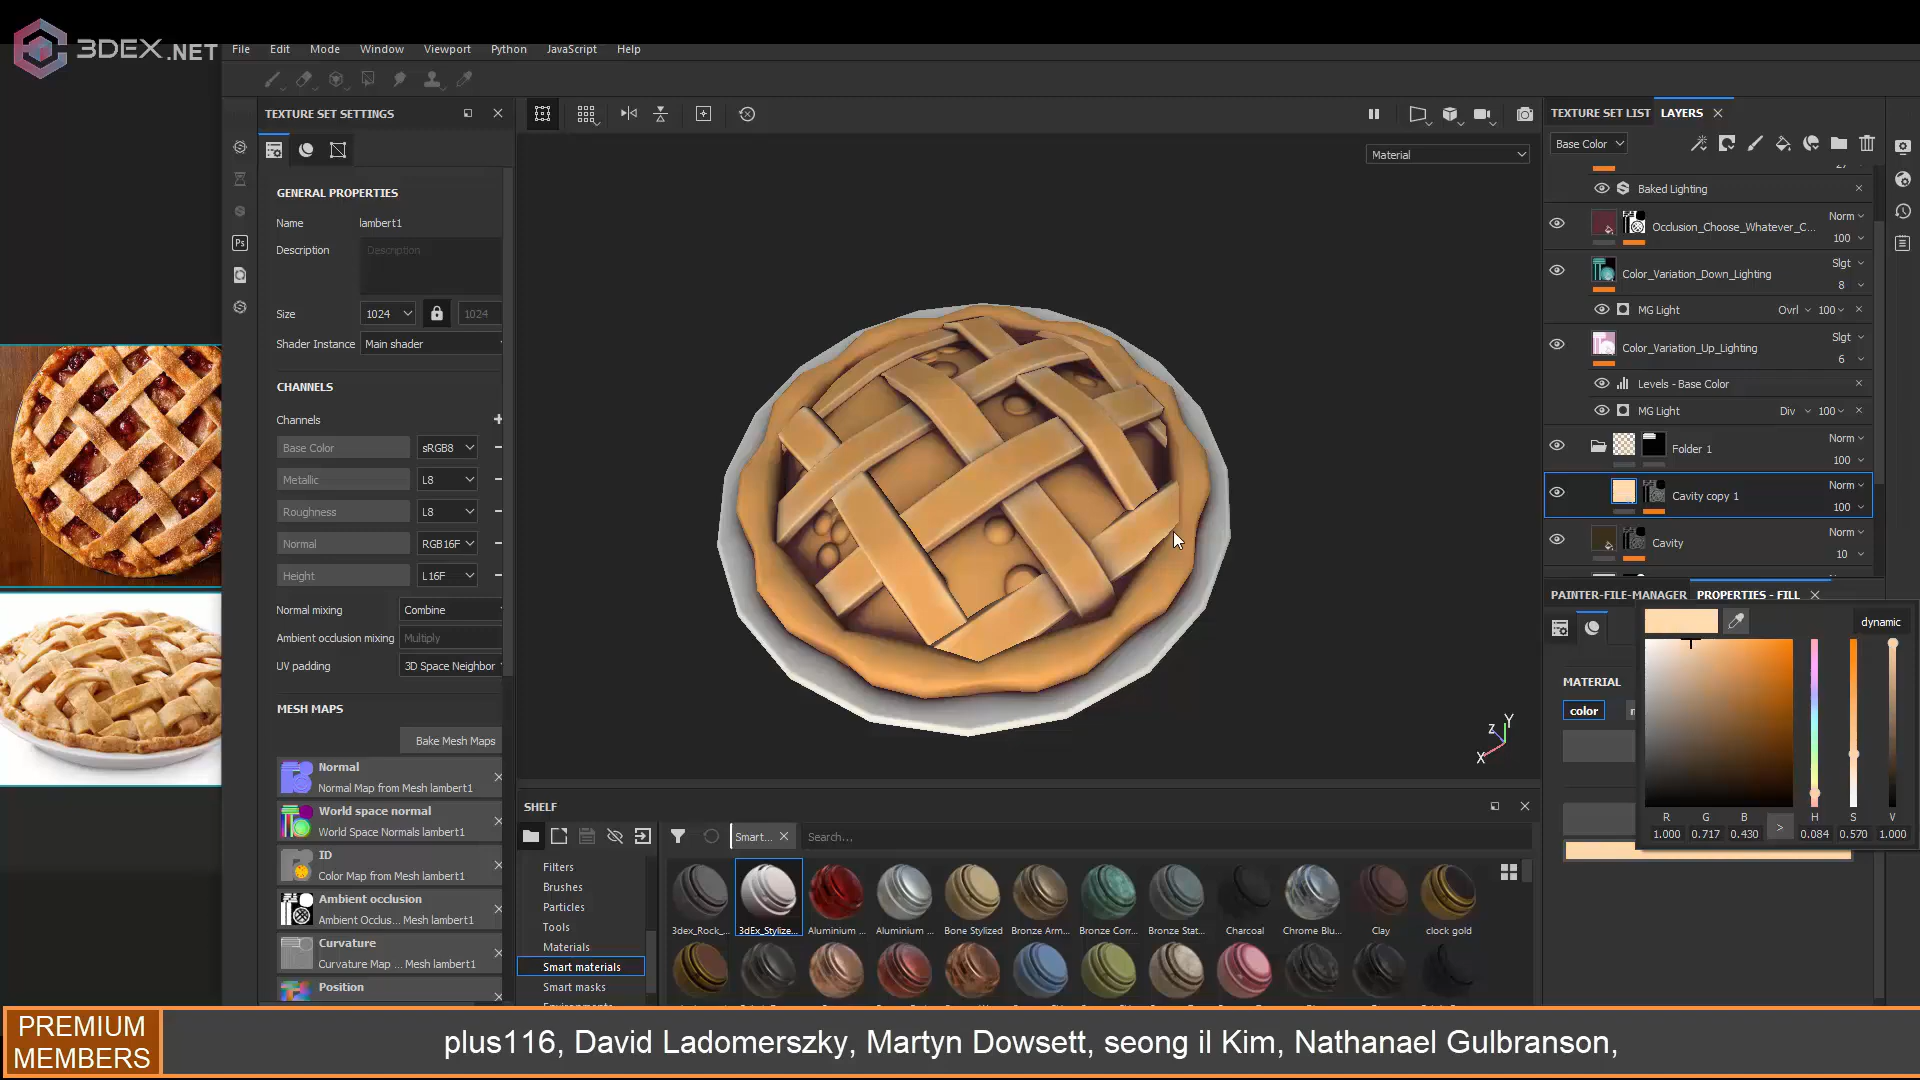 3DEX.NET
File Edit Mode Window Viewport Python JavaScript Help
TEXTURE SET SETTINGS
GENERAL PROPERTIES
Name lambert1
Description Description
Size 1024 1024
Shader Instance Main shader
CHANNELS
Channels
Base Color sRGB8
Metallic L8
Roughness L8
Normal RGB16F
Height L16F
Normal mixing Combine
Ambient occlusion mixing Multiply
UV padding 3D Space Neighbor
MESH MAPS
Bake Mesh Maps
Normal
Normal Map from Mesh lambert1
World space normal
World Space Normals lambert1
ID
Color Map from Mesh lambert1
Ambient occlusion
Ambient Occlus... Mesh lambert1
Curvature
Curvature Map ... Mesh lambert1
Position
Ps
Material
Y
Z
X
SHELF
Smart...
Search...
Filters
Brushes
Particles
Tools
Materials
Smart materials
Smart masks
3dex_Rock_... 3dEx_Stylize... Aluminium ... Aluminium ... Bone Stylized Bronze Arm... Bronze Corr... Bronze Stat... Charcoal Chrome Blu... Clay clock gold
TEXTURE SET LIST LAYERS
Base Color
Baked Lighting
Occlusion_Choose_Whatever_C... Norm
100
Color_Variation_Down_Lighting Slgt
8
MG Light Ovrl 100
Color_Variation_Up_Lighting Slgt
6
Levels - Base Color
MG Light Div 100
Folder 1 Norm
100
Cavity copy 1 Norm
100
Cavity Norm
10
PAINTER-FILE-MANAGER PROPERTIES - FILL
dynamic
MATERIAL
color
R G B H S V
1.000 0.717 0.430 > 0.084 0.570 1.000
PREMIUM
MEMBERS
plus116, David Ladomerszky, Martyn Dowsett, seong il Kim, Nathanael Gulbranson,